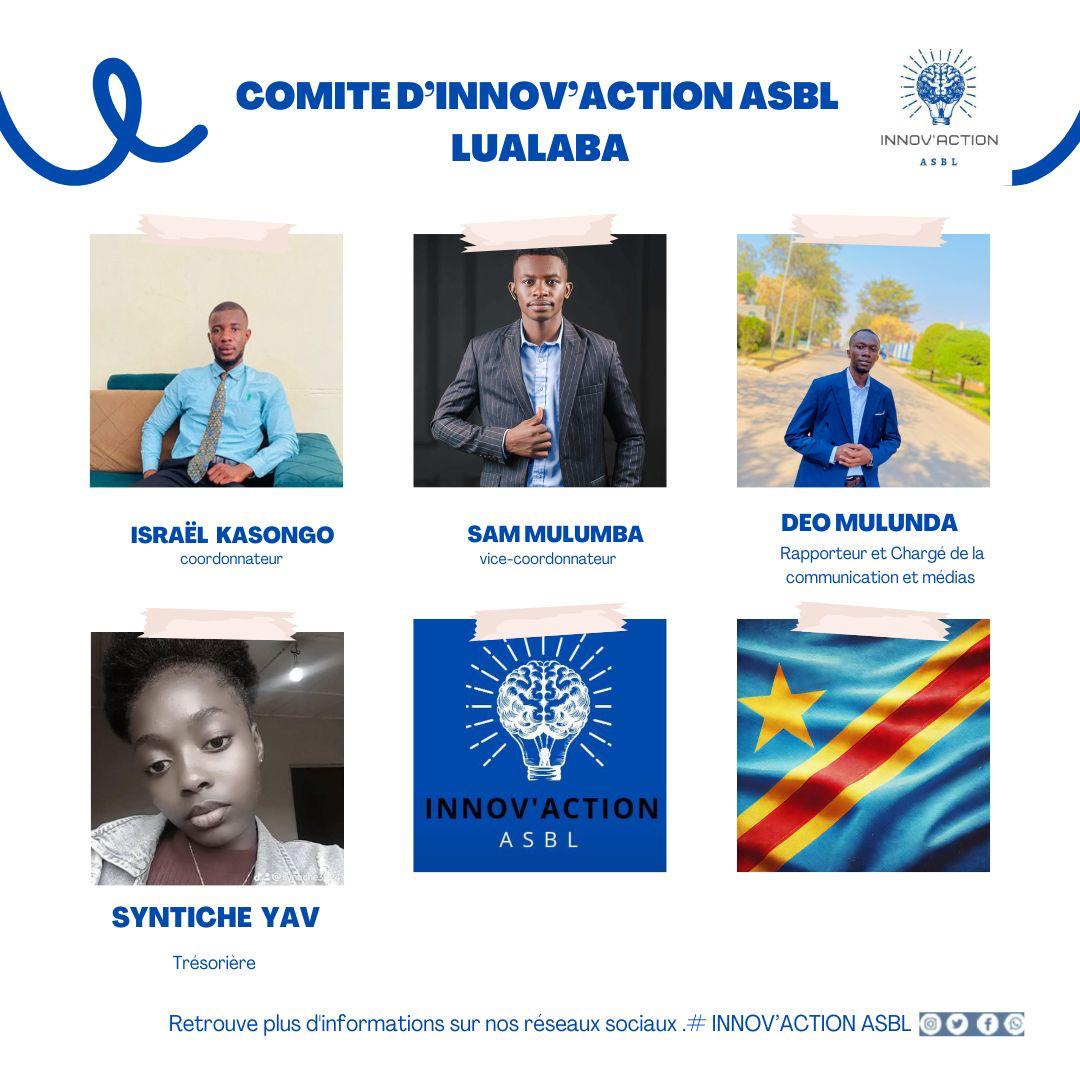 COMITE D’INNOV’ACTION ASBL
LUALABA
INNOV'ACTION
ASBL
ISRAËL KASONGO
coordonnateur
SAM MULUMBA
vice-coordonnateur
DEO MULUNDA
Rapporteur et Chargé de la
communication et médias
INNOV'ACTION
ASBL
SYNTICHE YAV
Trésorière
Retrouve plus d'informations sur nos réseaux sociaux .# INNOV’ACTION ASBL